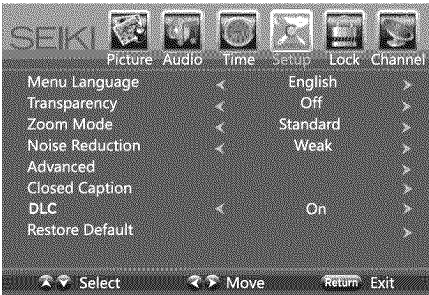 SEIKI
Picture Audio Time Setup Lock Channel
Menu Language English
Transparency Off
Zoom Mode Standard
Noise Reduction Weak
Advanced
Closed Caption
DLC On
Restore Default
Select Move Return Exit